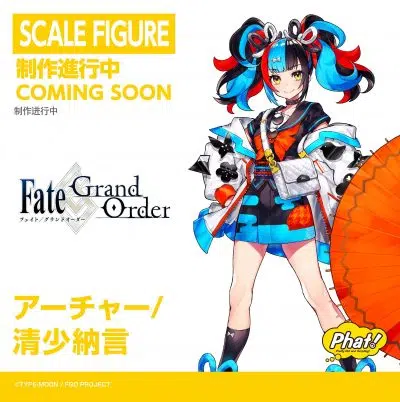 SCALE FIGURE
制作進行中
COMING SOON
制作进行中
Fate Grand
Order
ファイト/グランドオーダー
アーチャー/
清少納言
Phat!
©TYPE-MOON / FGO PROJECT